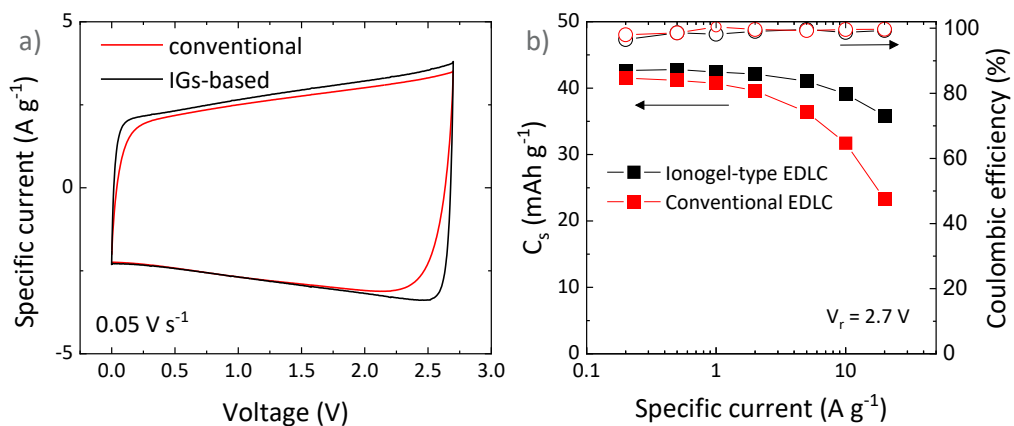 a)
conventional
IGs-based
0.05 V s⁻¹
5
0
-5
Specific current (A g⁻¹)
0.0 0.5 1.0 1.5 2.0 2.5 3.0
Voltage (V)
b)
Ionogel-type EDLC
Conventional EDLC
Vᵣ = 2.7 V
50
40
30
20
10
0
Cₛ (mAh g⁻¹)
100
80
60
40
20
0
Coulombic efficiency (%)
0.1 1 10
Specific current (A g⁻¹)